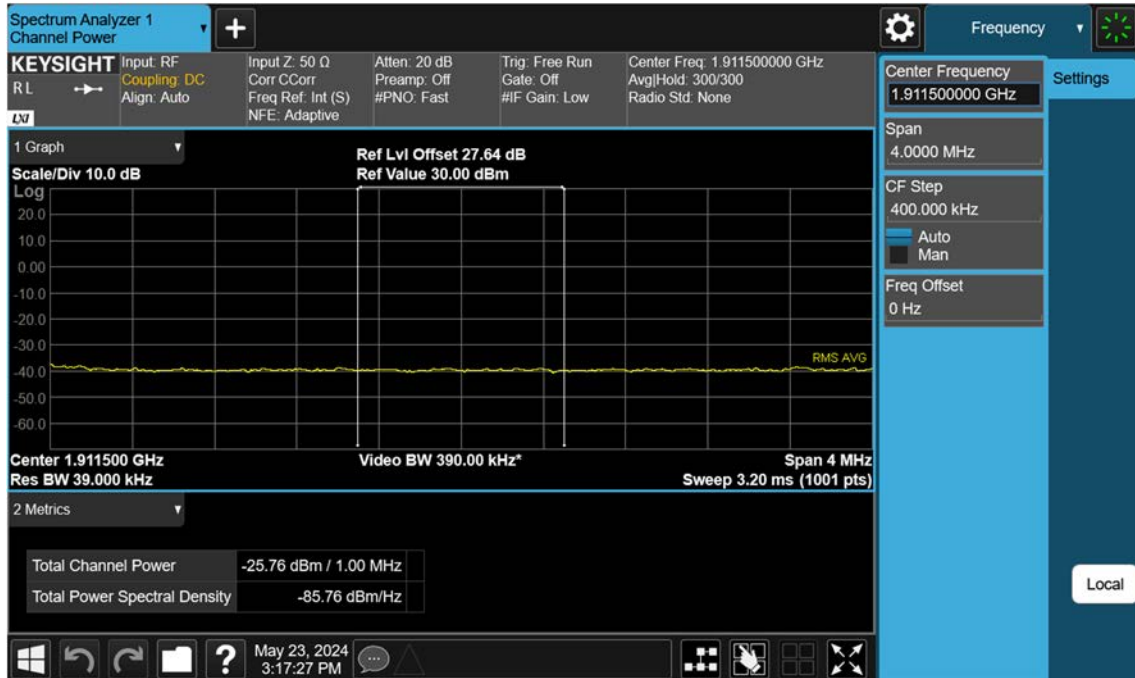 Spectrum Analyzer 1
Channel Power
Frequency
KEYSIGHT
R L
LXI
Input: RF
Coupling: DC
Align: Auto
Input Z: 50 Ω
Corr CCorr
Freq Ref: Int (S)
NFE: Adaptive
Atten: 20 dB
Preamp: Off
#PNO: Fast
Trig: Free Run
Gate: Off
#IF Gain: Low
Center Freq: 1.911500000 GHz
Avg|Hold: 300/300
Radio Std: None
Center Frequency
1.911500000 GHz
Settings
Span
4.0000 MHz
CF Step
400.000 kHz
Auto
Man
Freq Offset
0 Hz
Local
1 Graph
Scale/Div 10.0 dB
Ref Lvl Offset 27.64 dB
Ref Value 30.00 dBm
Log
20.0
10.0
0.00
-10.0
-20.0
-30.0
-40.0
-50.0
-60.0
RMS AVG
Center 1.911500 GHz
Res BW 39.000 kHz
Video BW 390.00 kHz*
Span 4 MHz
Sweep 3.20 ms (1001 pts)
2 Metrics
Total Channel Power -25.76 dBm / 1.00 MHz
Total Power Spectral Density -85.76 dBm/Hz
?
May 23, 2024
3:17:27 PM